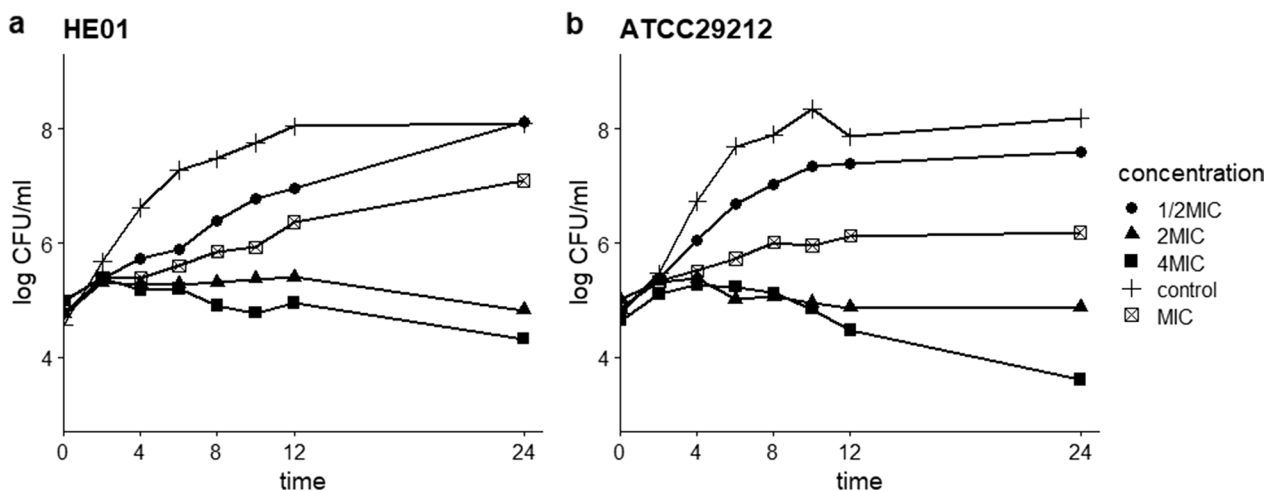 a HE01
log CFU/ml
8
6
4
0 4 8 12 24
time
b ATCC29212
log CFU/ml
8
6
4
0 4 8 12 24
time
concentration
1/2MIC
2MIC
4MIC
control
MIC